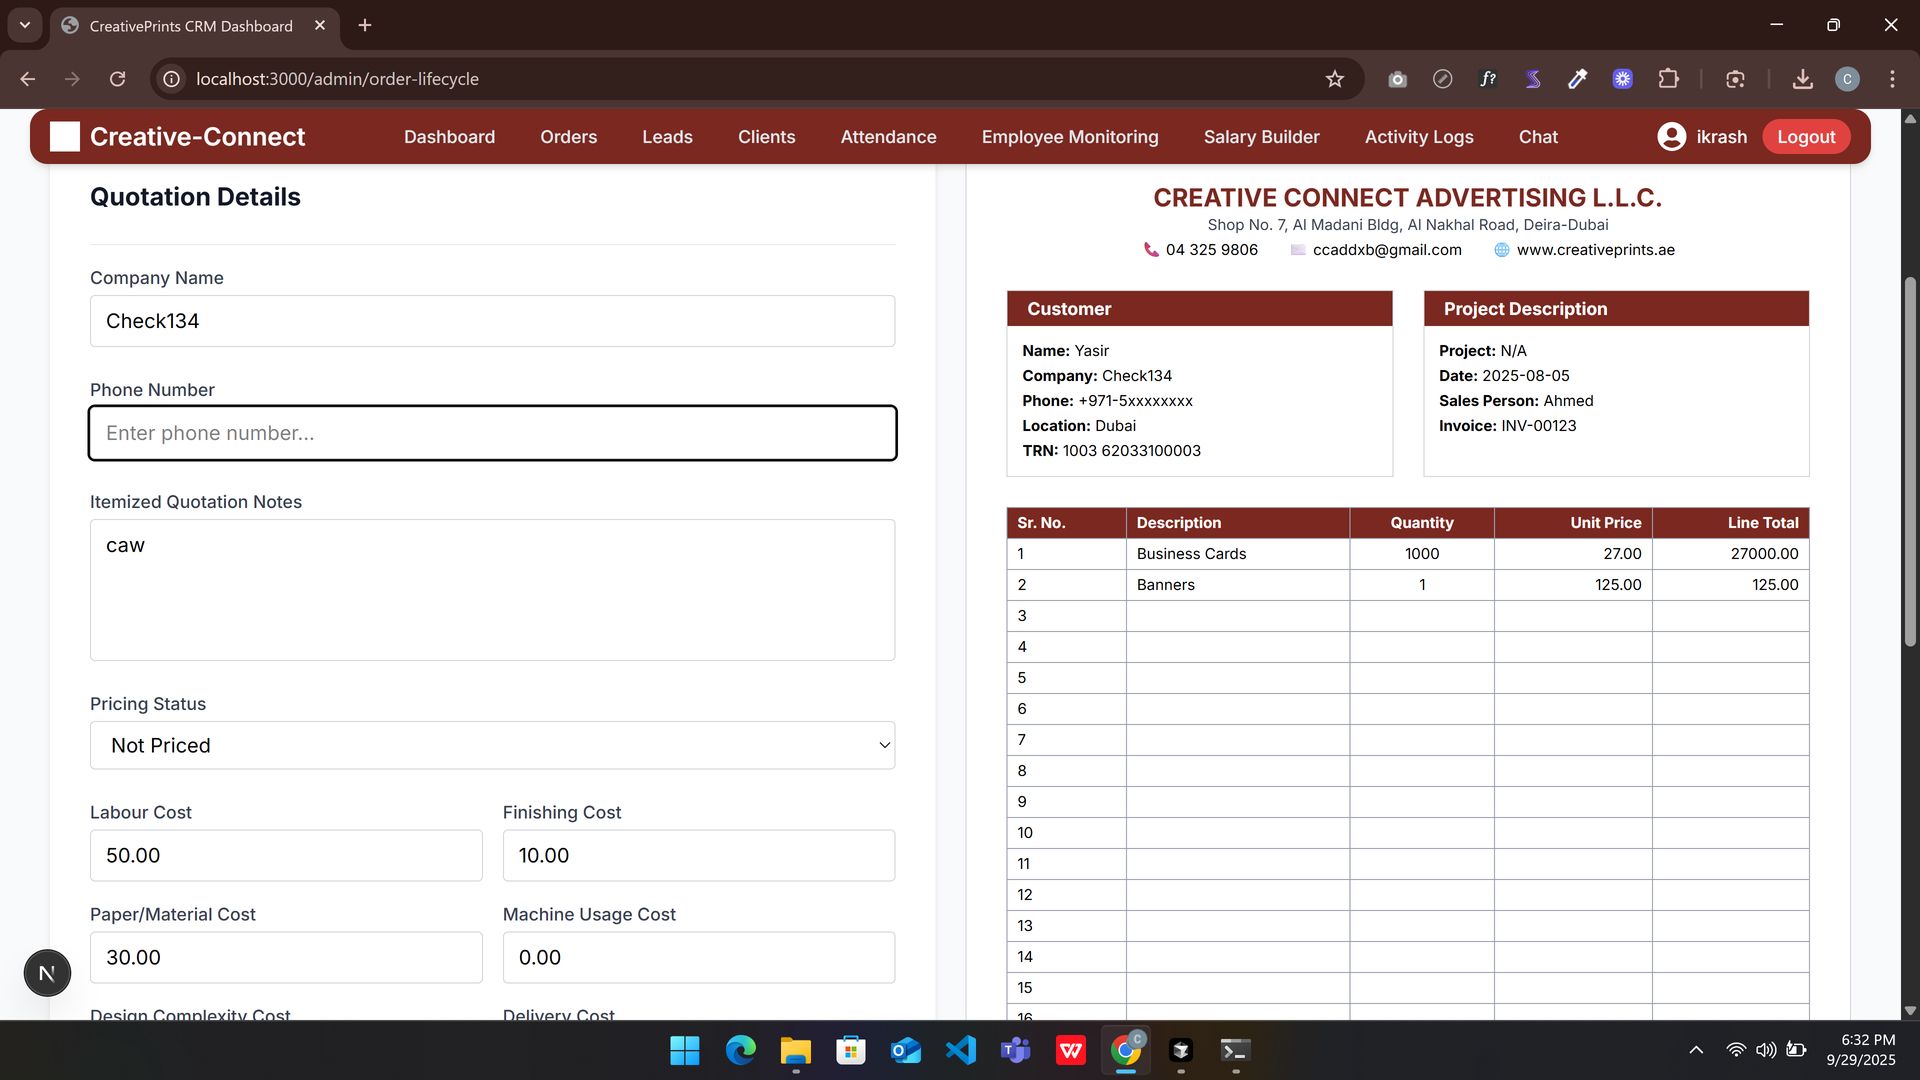 CreativePrints CRM Dashboard
localhost:3000/admin/order-lifecycle
f?
C
Creative-Connect
Dashboard
Orders
Leads
Clients
Attendance
Employee Monitoring
Salary Builder
Activity Logs
Chat
ikrash
Logout
Quotation Details
Company Name
Check134
Phone Number
Enter phone number...
Itemized Quotation Notes
caw
Pricing Status
Not Priced
Labour Cost
Finishing Cost
50.00
10.00
Paper/Material Cost
Machine Usage Cost
30.00
0.00
Design Complexity Cost
Delivery Cost
N
CREATIVE CONNECT ADVERTISING L.L.C.
Shop No. 7, Al Madani Bldg, Al Nakhal Road, Deira-Dubai
04 325 9806 ccaddxb@gmail.com www.creativeprints.ae
Customer
Name: Yasir
Company: Check134
Phone: +971-5xxxxxxxx
Location: Dubai
TRN: 1003 62033100003
Project Description
Project: N/A
Date: 2025-08-05
Sales Person: Ahmed
Invoice: INV-00123
Sr. No. Description Quantity Unit Price Line Total
1 Business Cards 1000 27.00 27000.00
2 Banners 1 125.00 125.00
3
4
5
6
7
8
9
10
11
12
13
14
15
16
C
6:32 PM
9/29/2025